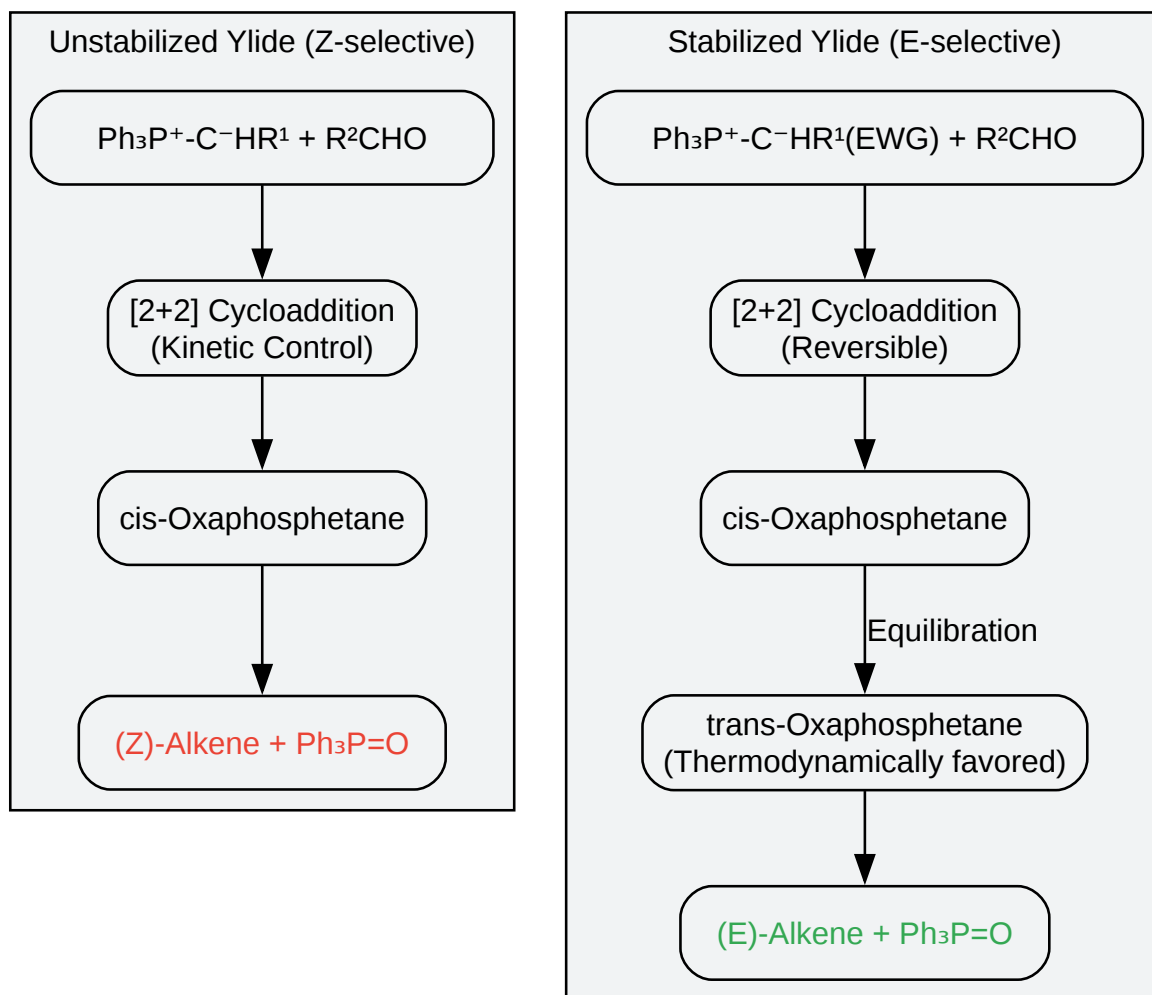 Unstabilized Ylide (Z-selective)
Ph₃P⁺-C⁻HR¹ + R²CHO
[2+2] Cycloaddition
(Kinetic Control)
cis-Oxaphosphetane
(Z)-Alkene + Ph₃P=O
Stabilized Ylide (E-selective)
Ph₃P⁺-C⁻HR¹(EWG) + R²CHO
[2+2] Cycloaddition
(Reversible)
cis-Oxaphosphetane
Equilibration
trans-Oxaphosphetane
(Thermodynamically favored)
(E)-Alkene + Ph₃P=O